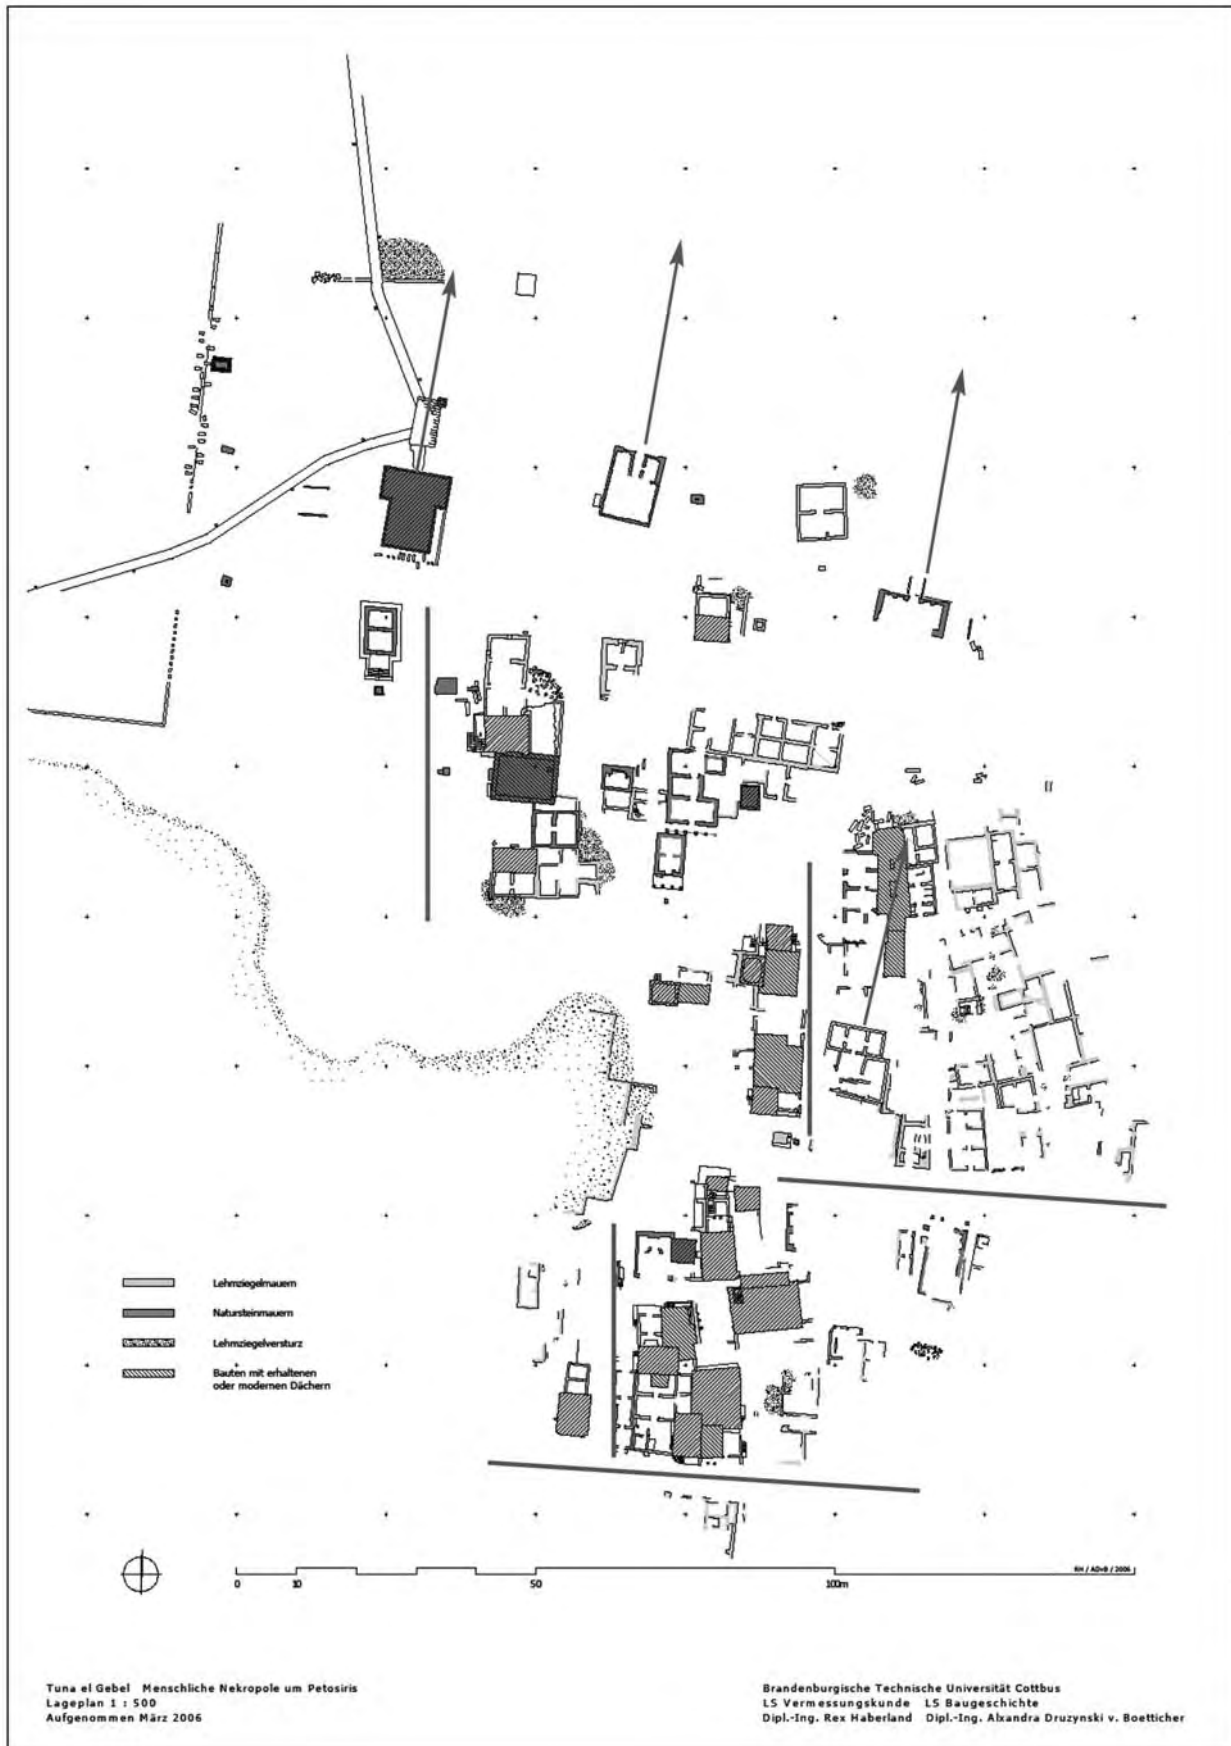 Lehmziegelmauern
Natursteinmauern
Lehmziegelversturz
Bauten mit erhaltenen
oder modernen Dächern
0 10 50 100m
RH / ADvB / 2006
Tuna el Gebel Menschliche Nekropole um Petosiris
Lageplan 1 : 500
Aufgenommen März 2006
Brandenburgische Technische Universität Cottbus
LS Vermessungskunde LS Baugeschichte
Dipl.-Ing. Rex Haberland Dipl.-Ing. Alxandra Druzynski v. Boetticher